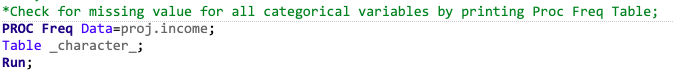 *Check for missing value for all categorical variables by printing Proc Freq Table;
PROC Freq Data=proj.income;
Table _character_;
Run;